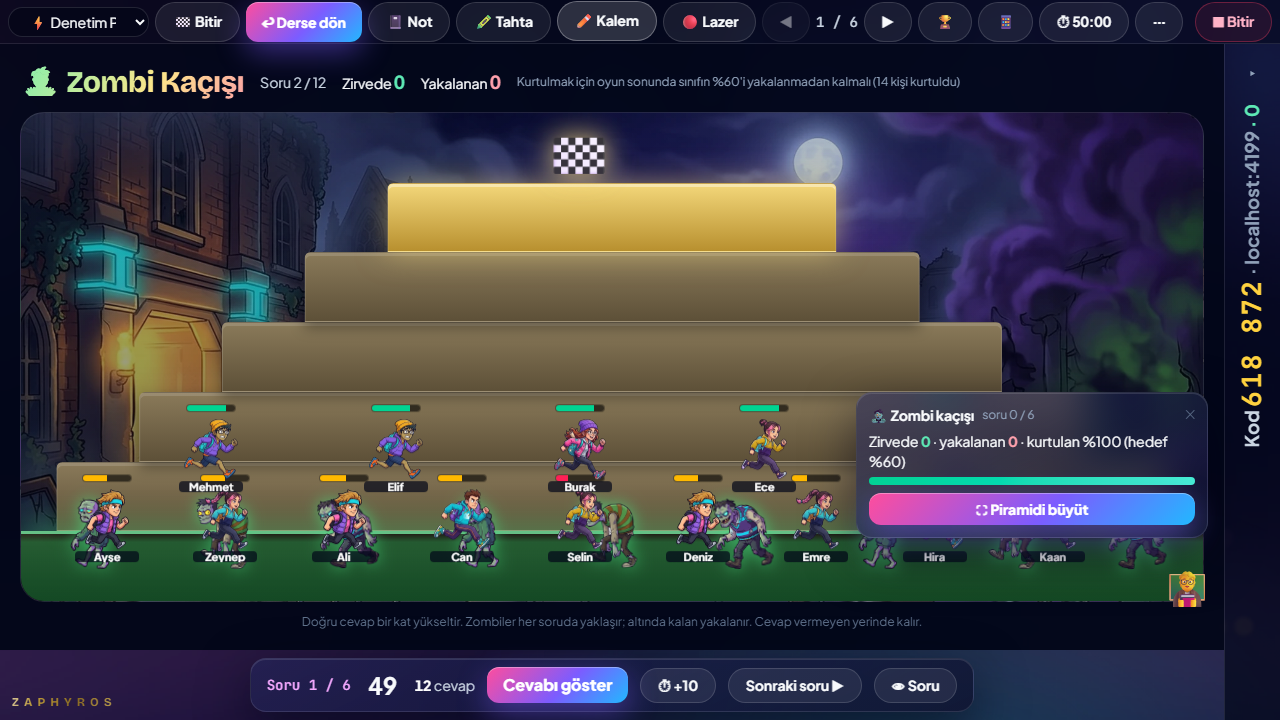 Denetim F
Bitir
Derse dön
Not
Tahta
Kalem
Lazer
1 / 6
50:00
Bitir
Zombi Kaçışı
Soru 2 / 12
Zirvede 0
Yakalanan 0
Kurtulmak için oyun sonunda sınıfın %60'i yakalanmadan kalmalı (14 kişi kurtuldu)
Kod 618 872 · localhost:4199 · 0
Mehmet
Elif
Burak
Ece
Zombi kaçışı
soru 0 / 6
Zirvede 0 · yakalanan 0 · kurtulan %100 (hedef
%60)
Piramidi büyüt
Ayşe
Zeynep
Ali
Can
Selin
Deniz
Emre
Hira
Kaan
Doğru cevap bir kat yükseltir. Zombiler her soruda yaklaşır; altında kalan yakalanır. Cevap vermeyen yerinde kalır.
Soru 1 / 6
49
12 cevap
Cevabı göster
+10
Sonraki soru
Soru
ZAPHYROS